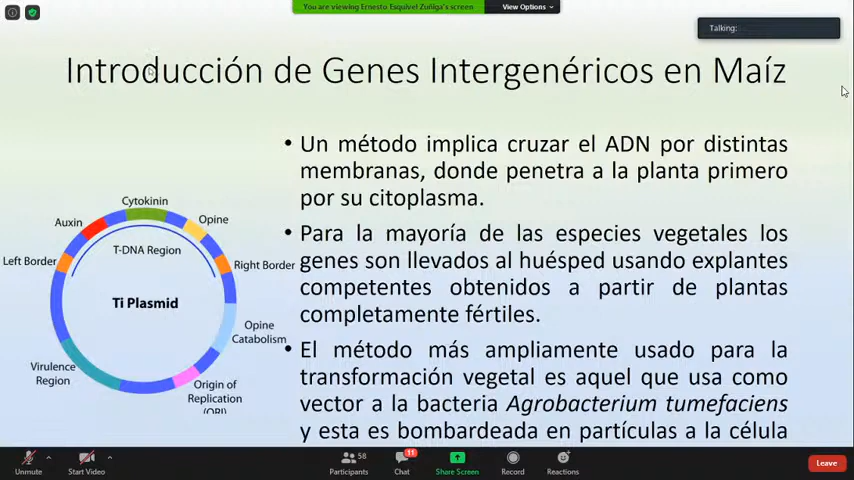 You are viewing Ernesto Esquivel Zuñiga's screen
View Options
Talking:
Introducción de Genes Intergenéricos en Maíz
• Un método implica cruzar el ADN por distintas
membranas, donde penetra a la planta primero
por su citoplasma.
• Para la mayoría de las especies vegetales los
genes son llevados al huésped usando explantes
competentes obtenidos a partir de plantas
completamente fértiles.
• El método más ampliamente usado para la
transformación vegetal es aquel que usa como
vector a la bacteria Agrobacterium tumefaciens
y esta es bombardeada en partículas a la célula
Cytokinin
Auxin
Opine
T-DNA Region
Left Border
Right Border
Ti Plasmid
Opine
Catabolism
Virulence
Region
Origin of
Replication
(ORI)
Unmute
Start Video
58
Participants
11
Chat
Share Screen
Record
Reactions
Leave